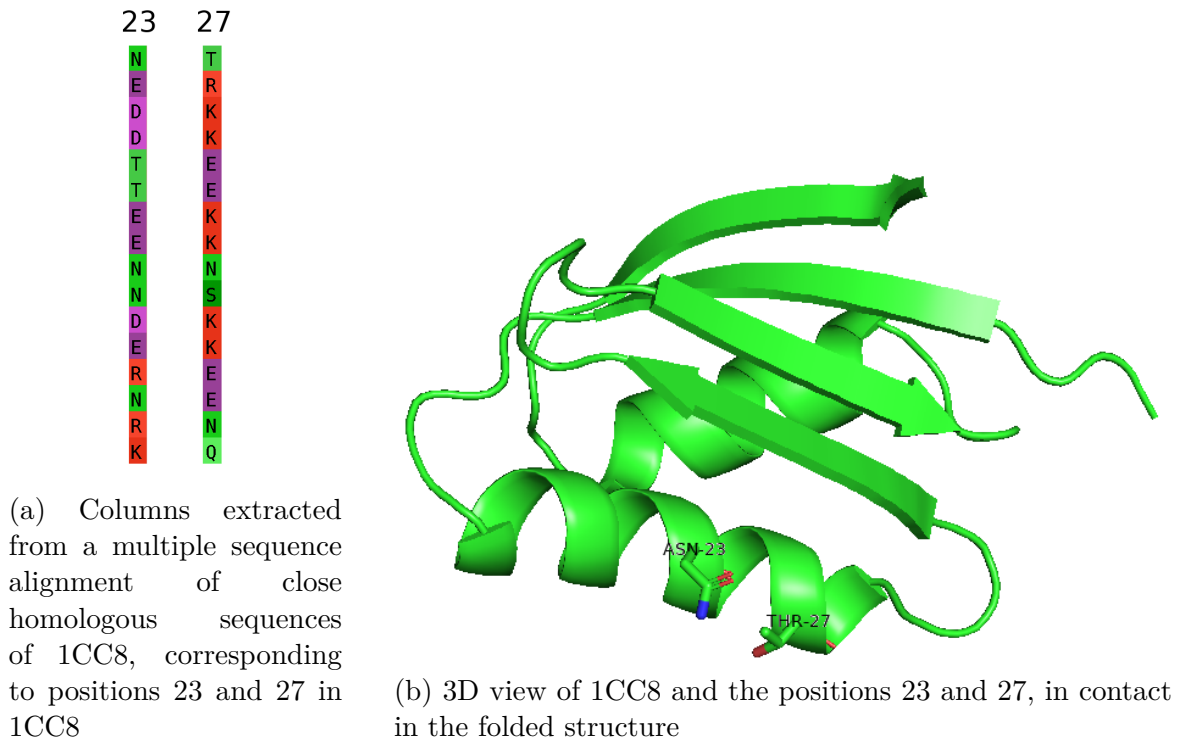 23 27
N T
E R
D K
D K
T E
T E
E K
E K
N N
N S
D K
E K
R E
N E
R N
K Q
(a) Columns extracted
from a multiple sequence
alignment of close
homologous sequences
of 1CC8, corresponding
to positions 23 and 27 in
1CC8
ASN-23
THR-27
(b) 3D view of 1CC8 and the positions 23 and 27, in contact
in the folded structure